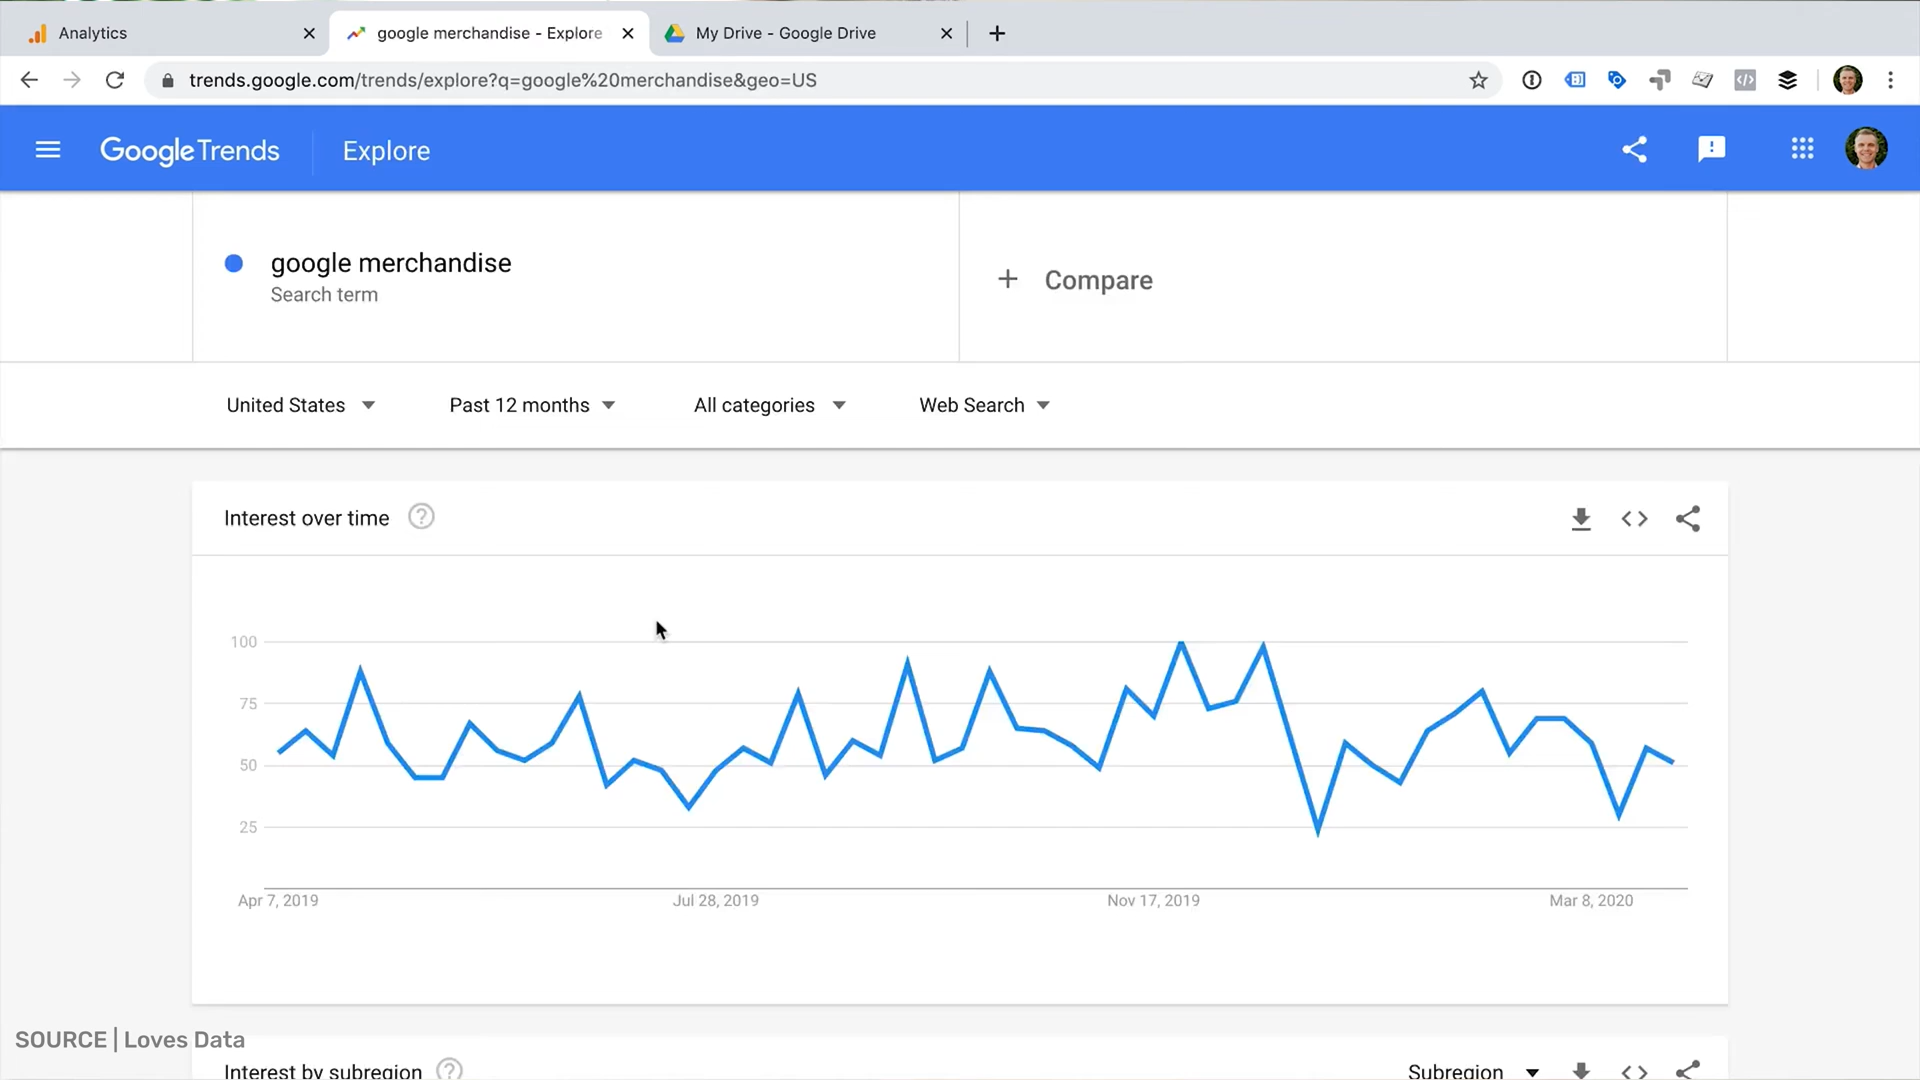 Analytics
google merchandise - Explore
My Drive - Google Drive
trends.google.com/trends/explore?q=google%20merchandise&geo=US
Google Trends
Explore
google merchandise
Search term
+ Compare
United States
Past 12 months
All categories
Web Search
Interest over time
100
75
50
25
Apr 7, 2019
Jul 28, 2019
Nov 17, 2019
Mar 8, 2020
SOURCE | Loves Data
Interest by subregion
Subregion